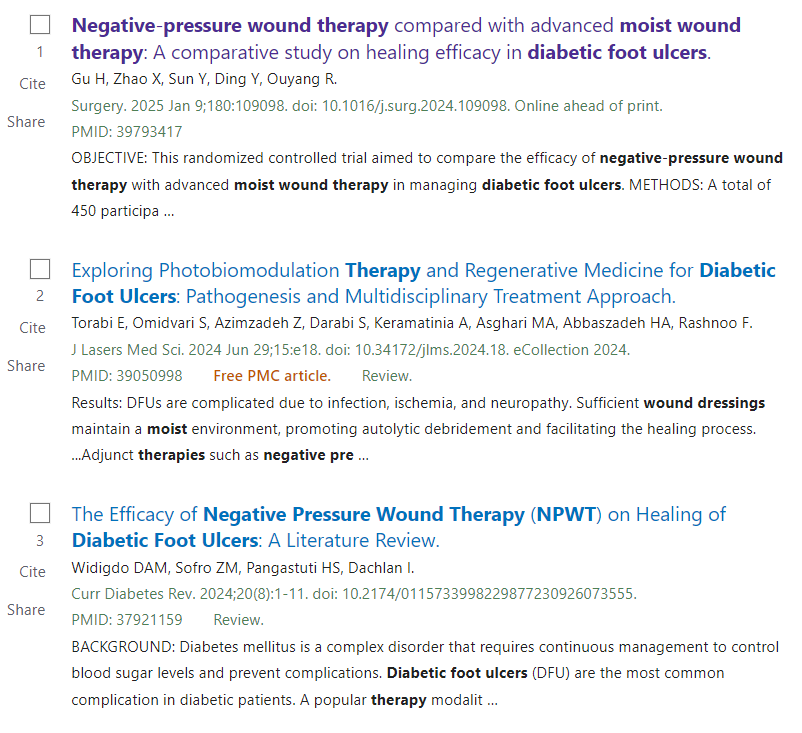 Negative-pressure wound therapy compared with advanced moist wound
1
therapy: A comparative study on healing efficacy in diabetic foot ulcers.
Cite
Gu H, Zhao X, Sun Y, Ding Y, Ouyang R.
Surgery. 2025 Jan 9;180:109098. doi: 10.1016/j.surg.2024.109098. Online ahead of print.
Share
PMID: 39793417
OBJECTIVE: This randomized controlled trial aimed to compare the efficacy of negative-pressure wound
therapy with advanced moist wound therapy in managing diabetic foot ulcers. METHODS: A total of
450 participa ...
Exploring Photobiomodulation Therapy and Regenerative Medicine for Diabetic
2
Foot Ulcers: Pathogenesis and Multidisciplinary Treatment Approach.
Cite
Torabi E, Omidvari S, Azimzadeh Z, Darabi S, Keramatinia A, Asghari MA, Abbaszadeh HA, Rashnoo F.
J Lasers Med Sci. 2024 Jun 29;15:e18. doi: 10.34172/jlms.2024.18. eCollection 2024.
Share
PMID: 39050998 Free PMC article. Review.
Results: DFUs are complicated due to infection, ischemia, and neuropathy. Sufficient wound dressings
maintain a moist environment, promoting autolytic debridement and facilitating the healing process.
...Adjunct therapies such as negative pre ...
The Efficacy of Negative Pressure Wound Therapy (NPWT) on Healing of
3
Diabetic Foot Ulcers: A Literature Review.
Cite
Widigdo DAM, Sofro ZM, Pangastuti HS, Dachlan I.
Curr Diabetes Rev. 2024;20(8):1-11. doi: 10.2174/0115733998229877230926073555.
Share
PMID: 37921159 Review.
BACKGROUND: Diabetes mellitus is a complex disorder that requires continuous management to control
blood sugar levels and prevent complications. Diabetic foot ulcers (DFU) are the most common
complication in diabetic patients. A popular therapy modalit ...